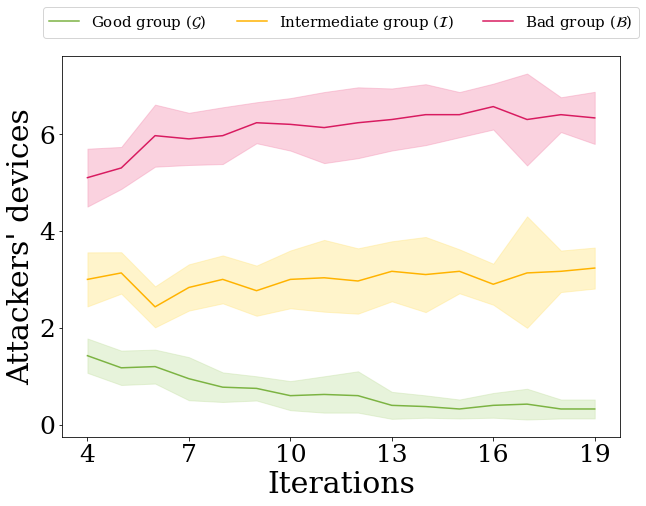 Good group (𝒢) Intermediate group (ℐ) Bad group (ℬ)
Attackers' devices
6
4
2
0
4 7 10 13 16 19
Iterations